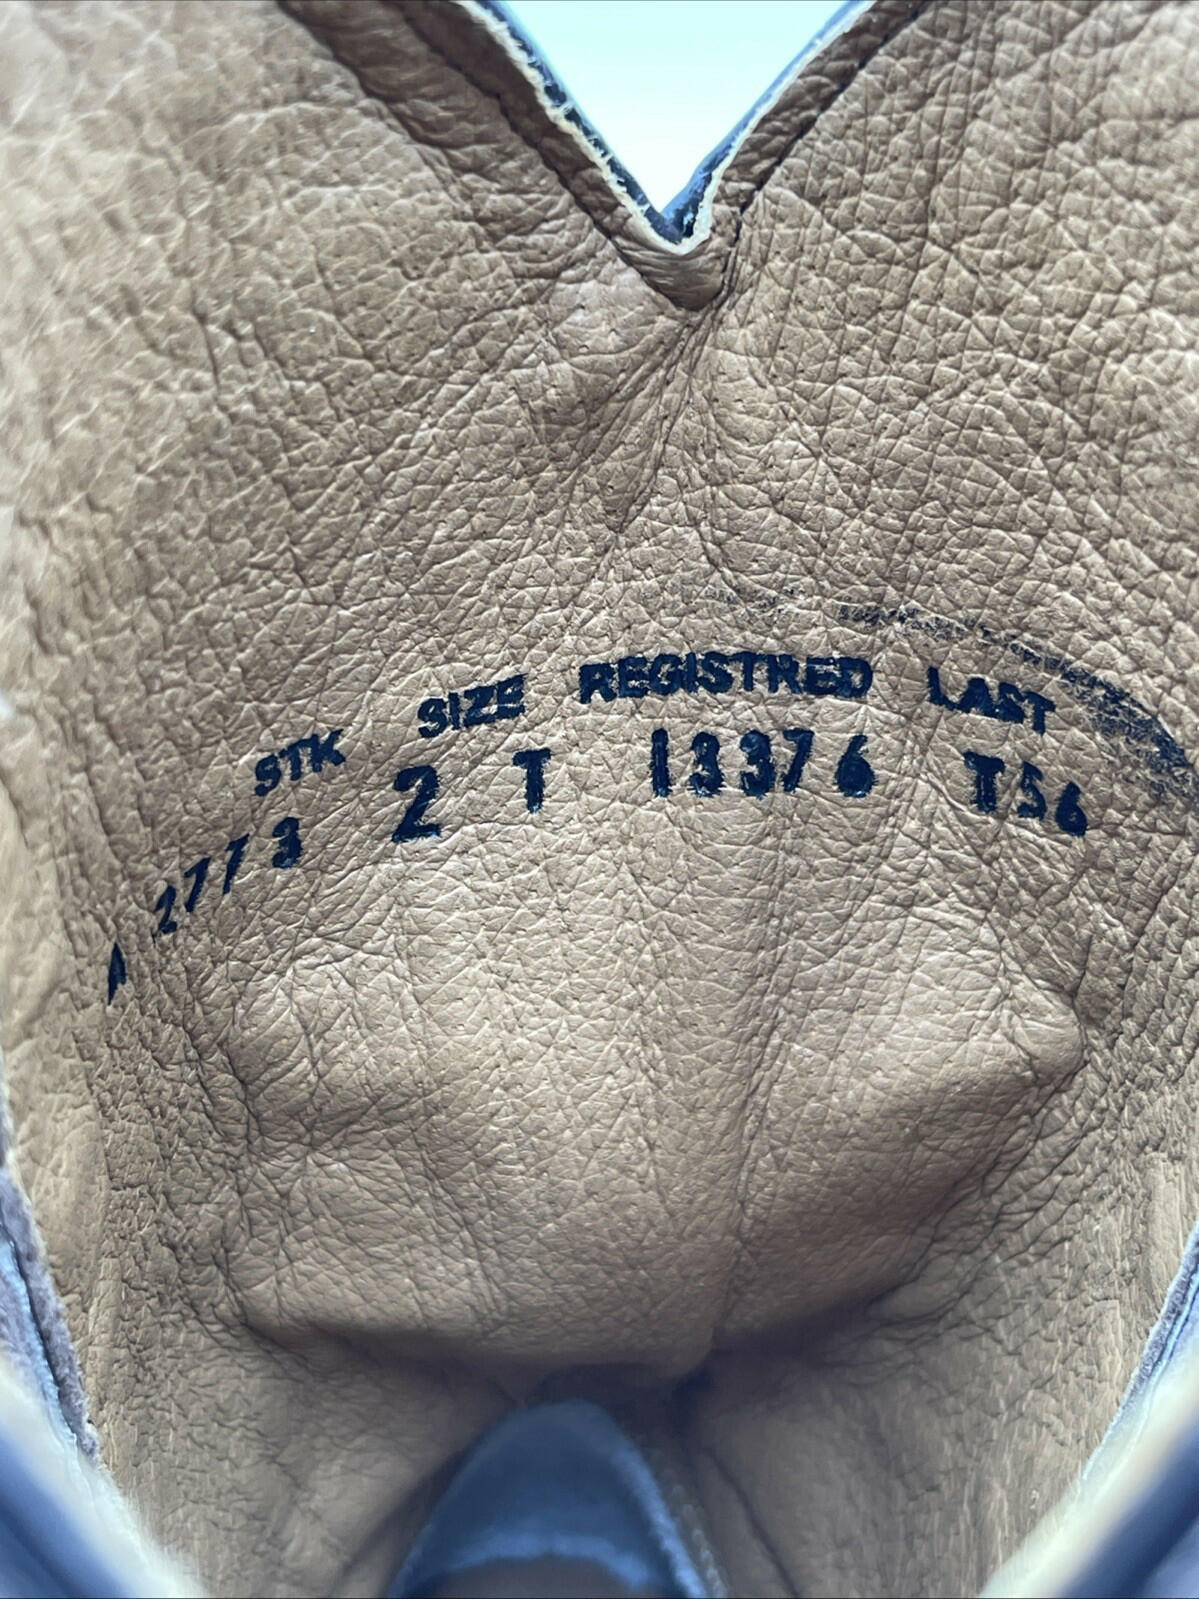 STK SIZE REGISTRED LAST
A 2773 2 T 13376 T56